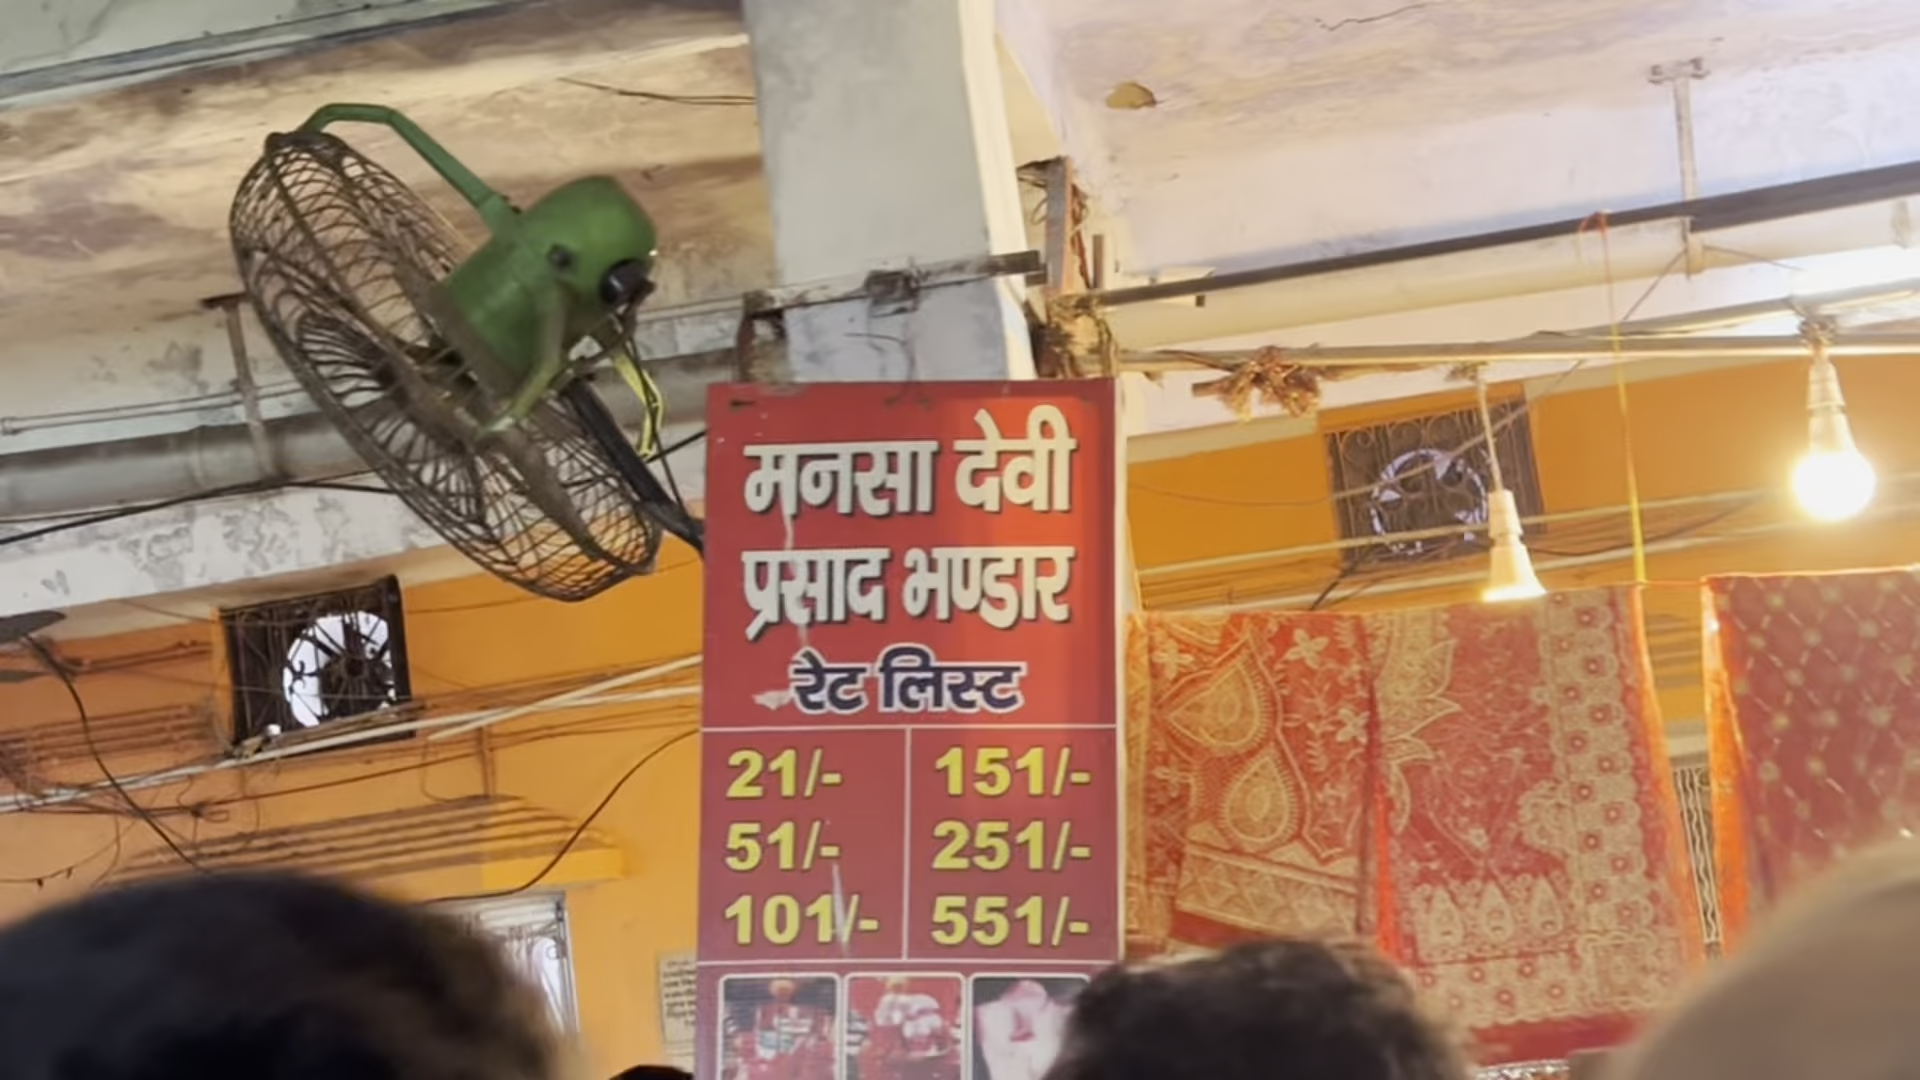 मनसा देवी
प्रसाद भण्डार
रेट लिस्ट
21/- 151/-
51/- 251/-
101/- 551/-